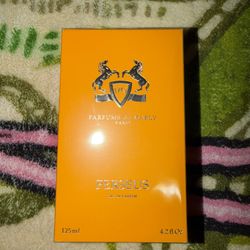 PARFUMS de MARLY
PARIS
PERSEUS
125ml 4.2 fl.Oz